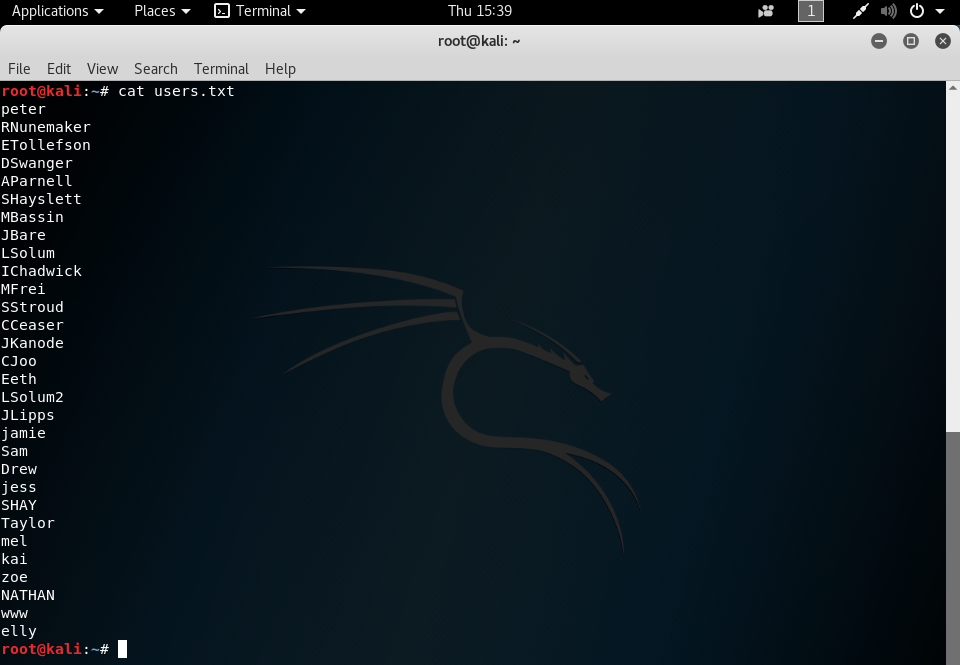 Applications Places Terminal Thu 15:39 1
root@kali: ~
File Edit View Search Terminal Help
root@kali:~# cat users.txt
peter
RNunemaker
ETollefson
DSwanger
AParnell
SHayslett
MBassin
JBare
LSolum
IChadwick
MFrei
SStroud
CCeaser
JKanode
CJoo
Eeth
LSolum2
JLipps
jamie
Sam
Drew
jess
SHAY
Taylor
mel
kai
zoe
NATHAN
www
elly
root@kali:~#